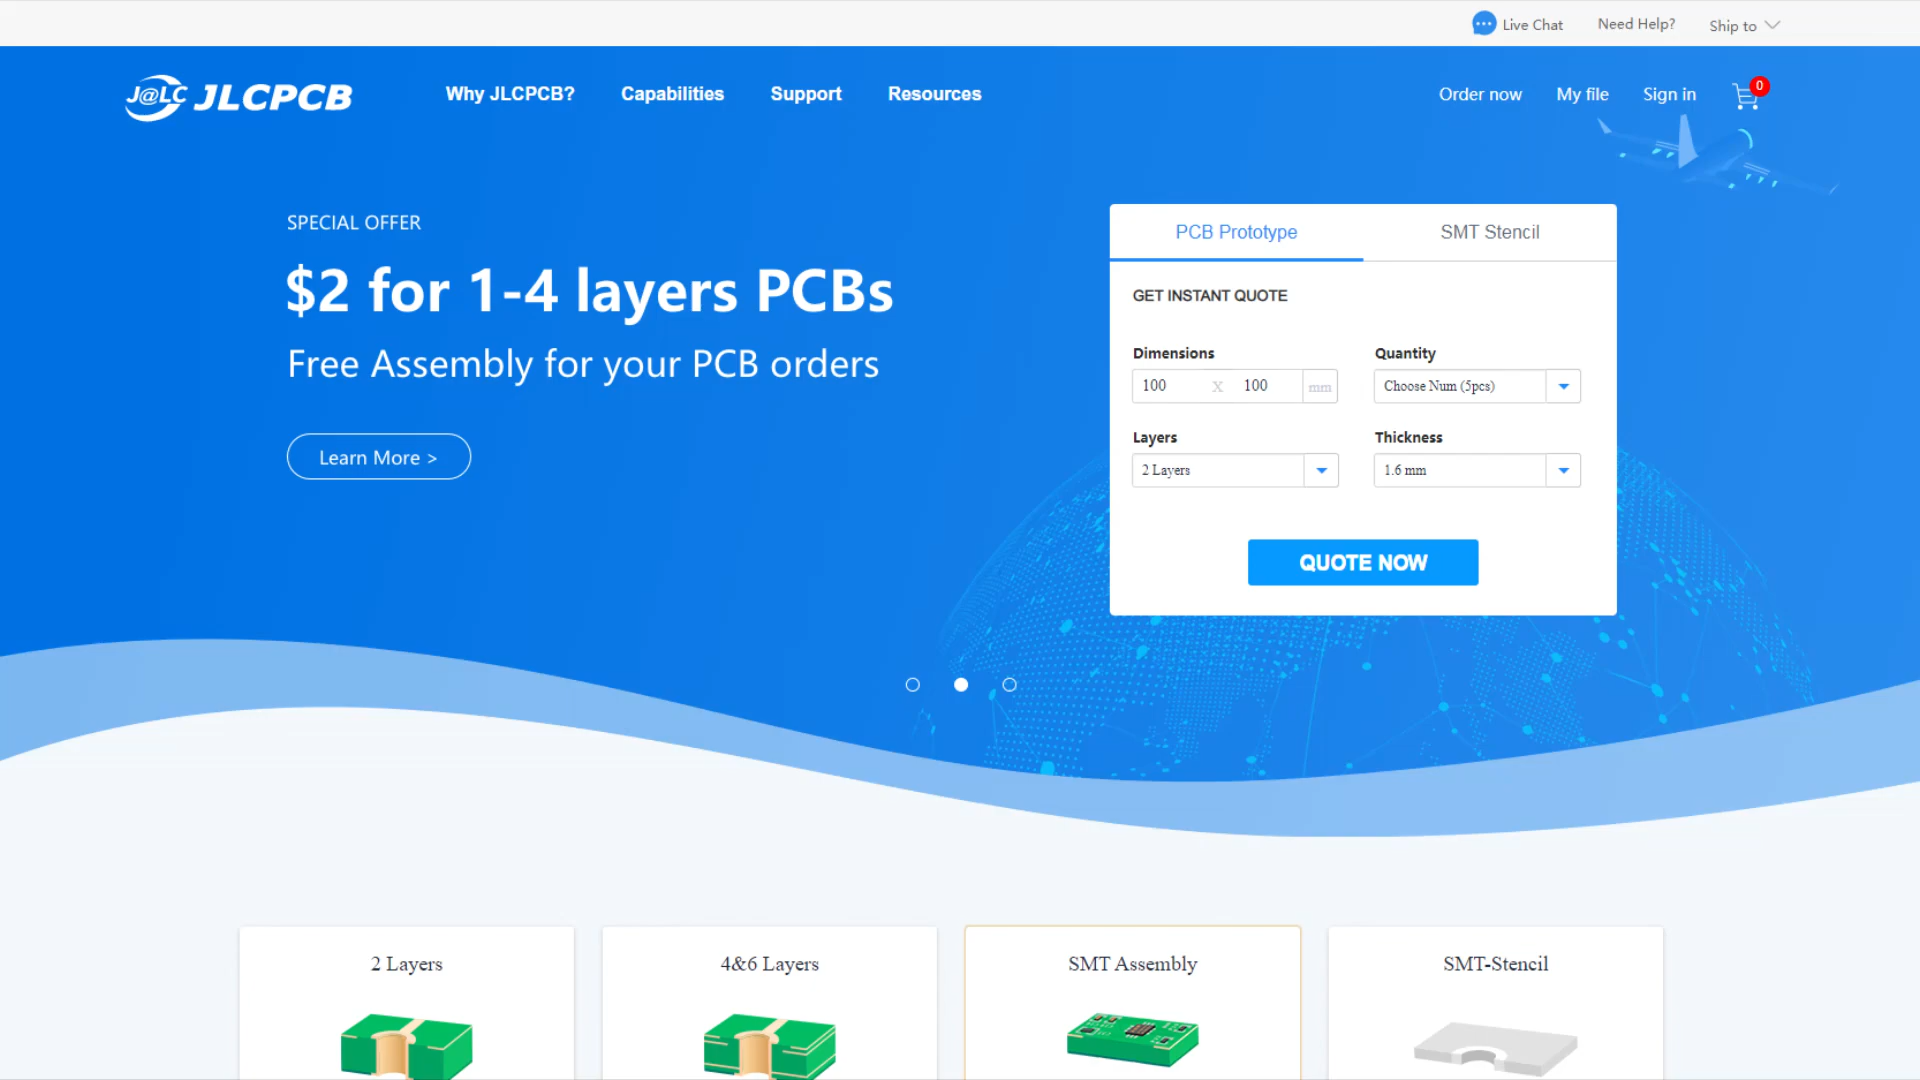 Live Chat
Need Help?
Ship to
J@LC JLCPCB
Why JLCPCB?
Capabilities
Support
Resources
Order now
My file
Sign in
0
SPECIAL OFFER
$2 for 1-4 layers PCBs
Free Assembly for your PCB orders
Learn More >
PCB Prototype
SMT Stencil
GET INSTANT QUOTE
Dimensions
Quantity
100 X 100 mm
Choose Num (5pcs)
Layers
Thickness
2 Layers
1.6 mm
QUOTE NOW
2 Layers
4&6 Layers
SMT Assembly
SMT-Stencil